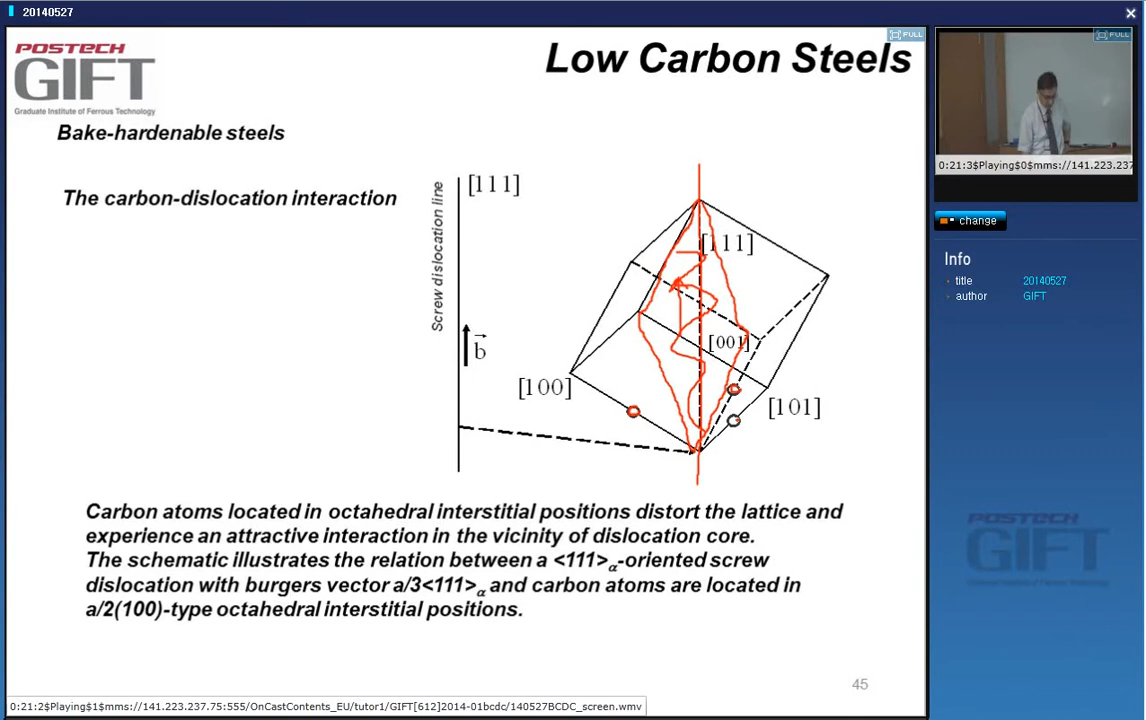 20140527
POSTECH
GIFT
Graduate Institute of Ferrous Technology
Low Carbon Steels
FULL
Bake-hardenable steels
The carbon-dislocation interaction
Screw dislocation line
[111]
b
[111]
[001]
[100]
[101]
Carbon atoms located in octahedral interstitial positions distort the lattice and
experience an attractive interaction in the vicinity of dislocation core.
The schematic illustrates the relation between a <111>α-oriented screw
dislocation with burgers vector a/3<111>α and carbon atoms are located in
a/2(100)-type octahedral interstitial positions.
45
0:21:2$Playing$1$mms://141.223.237.75:555/OnCastContents_EU/tutor1/GIFT[612]2014-01bcdc/140527BCDC_screen.wmv
FULL
0:21:3$Playing$0$mms://141.223.237
change
Info
title 20140527
author GIFT
POSTECH
GIFT